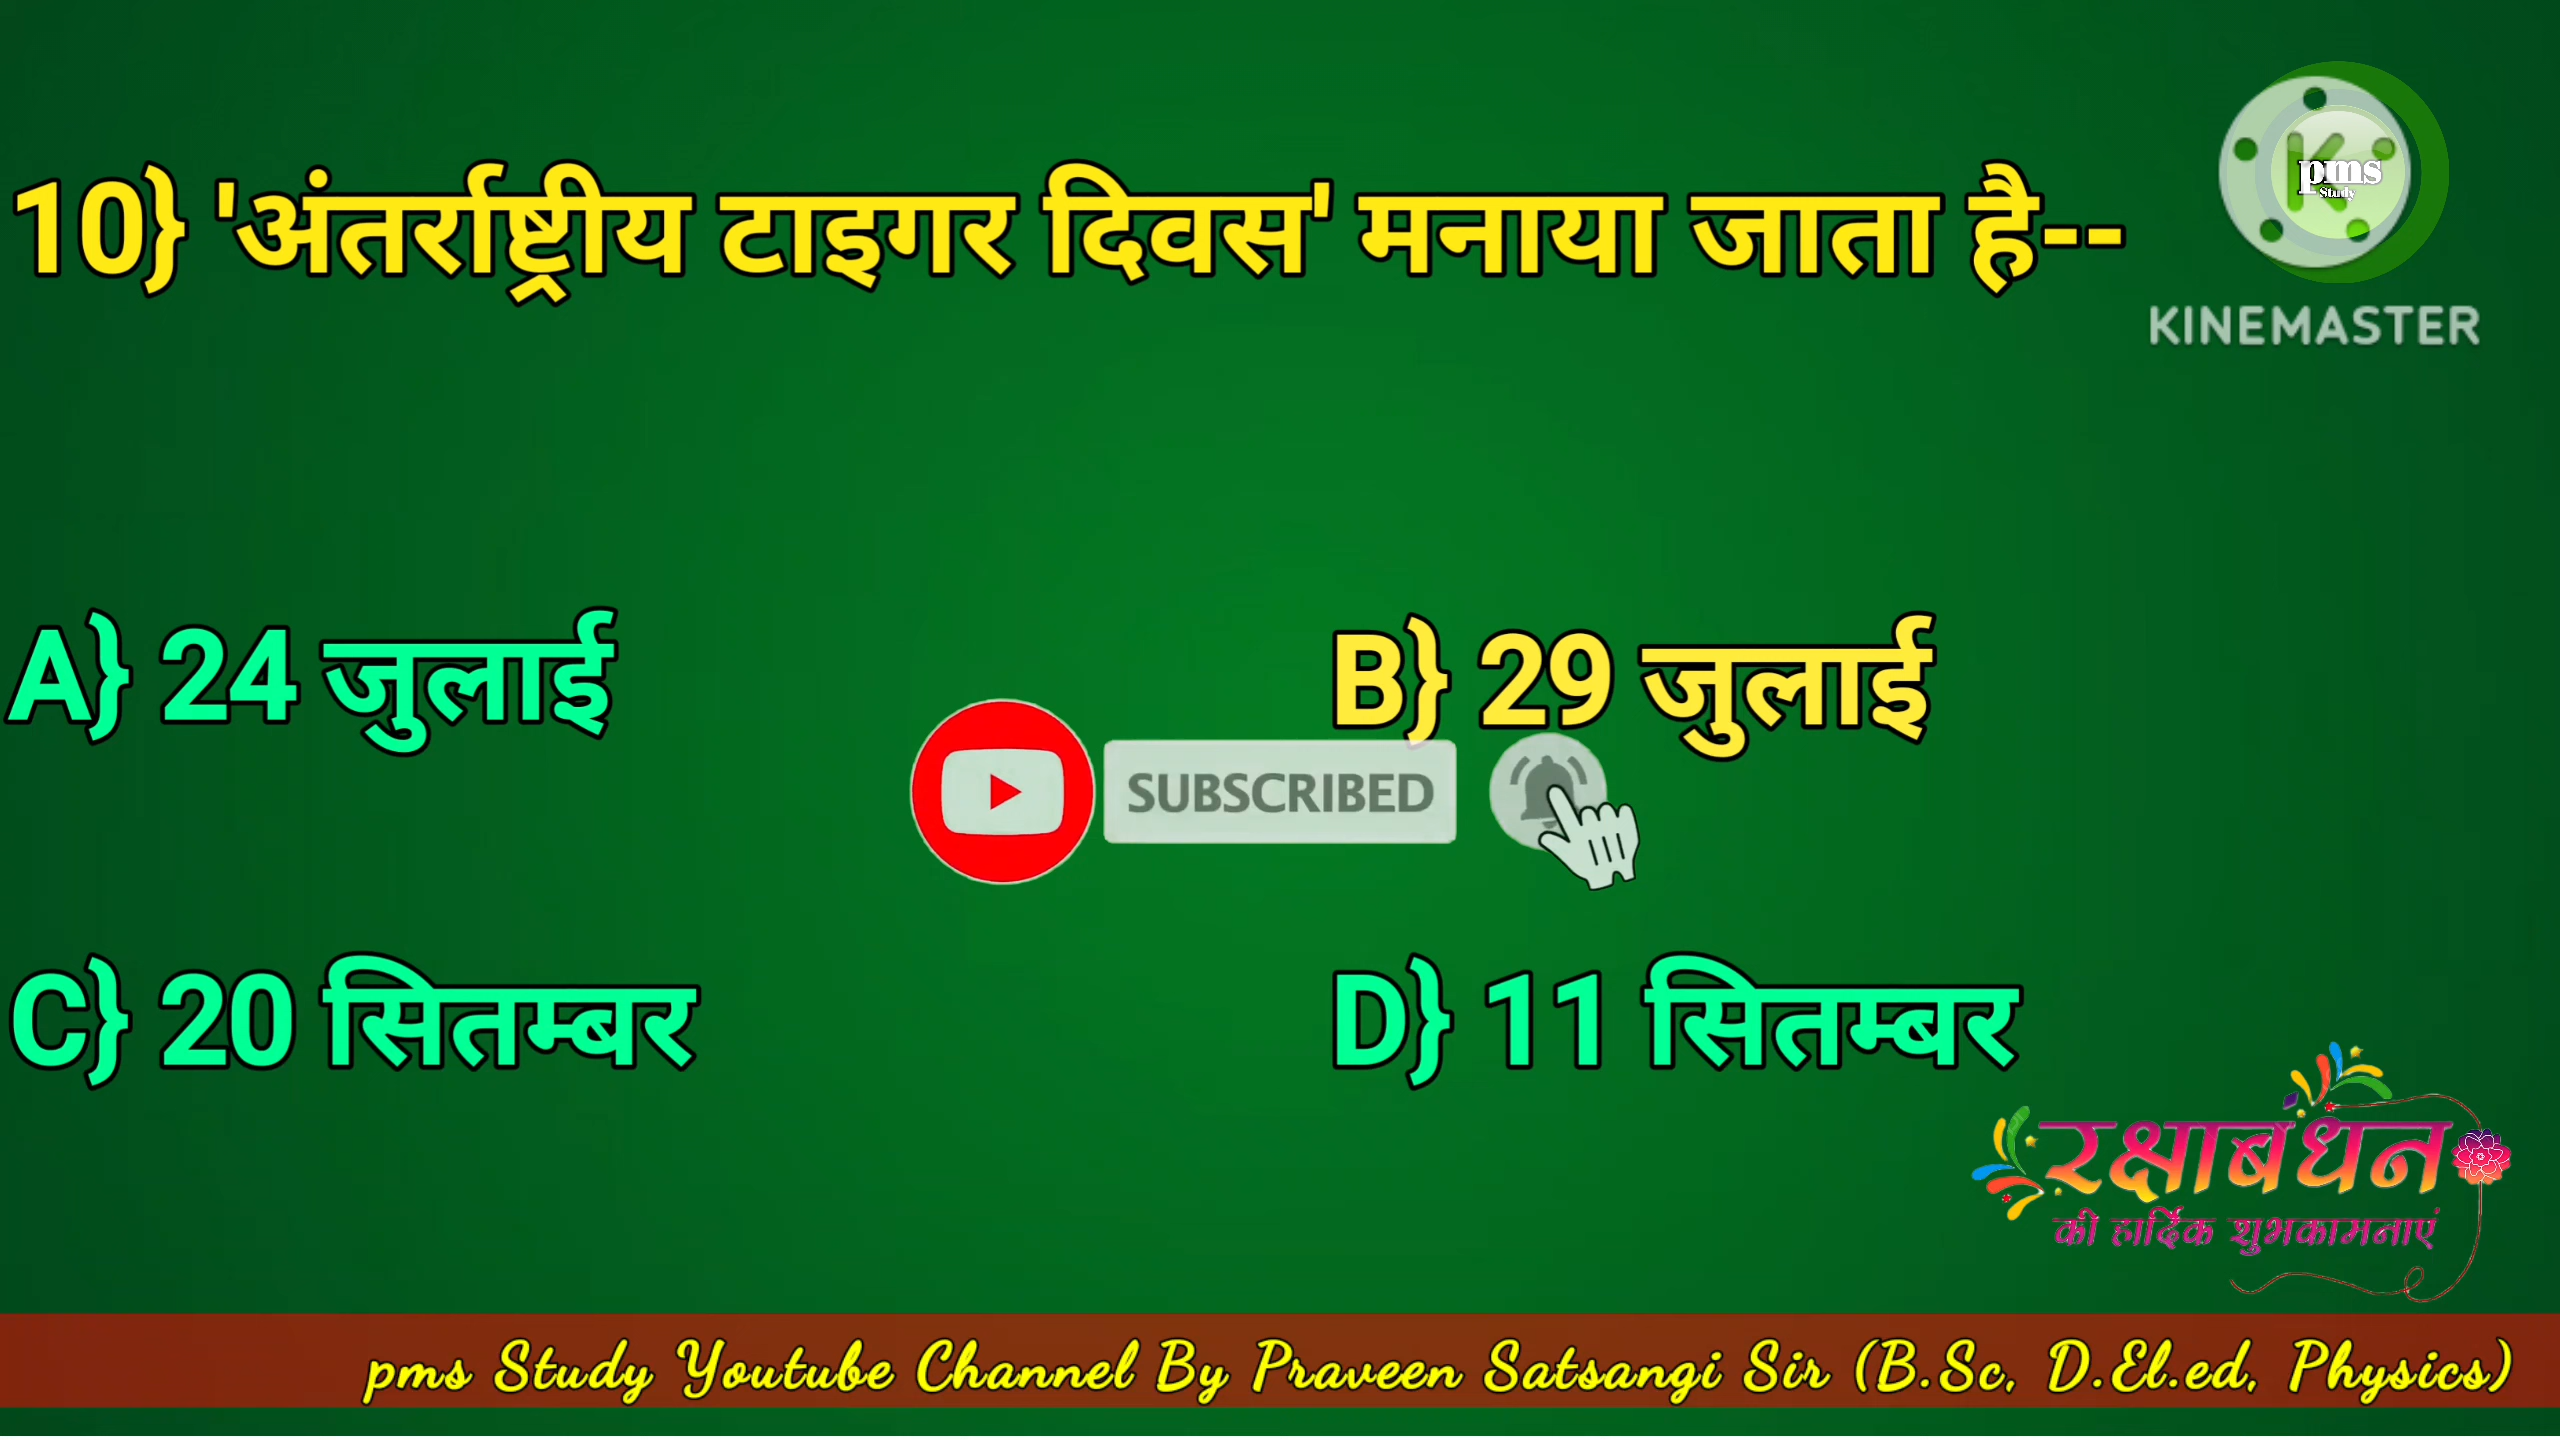 10} 'अंतर्राष्ट्रीय टाइगर दिवस' मनाया जाता है--
pms
Study
KINEMASTER
A} 24 जुलाई
B} 29 जुलाई
SUBSCRIBED
C} 20 सितम्बर
D} 11 सितम्बर
रक्षाबंधन
की हार्दिक शुभकामनाएं
pms Study Youtube Channel By Praveen Satsangi Sir (B.Sc, D.El.ed, Physics)